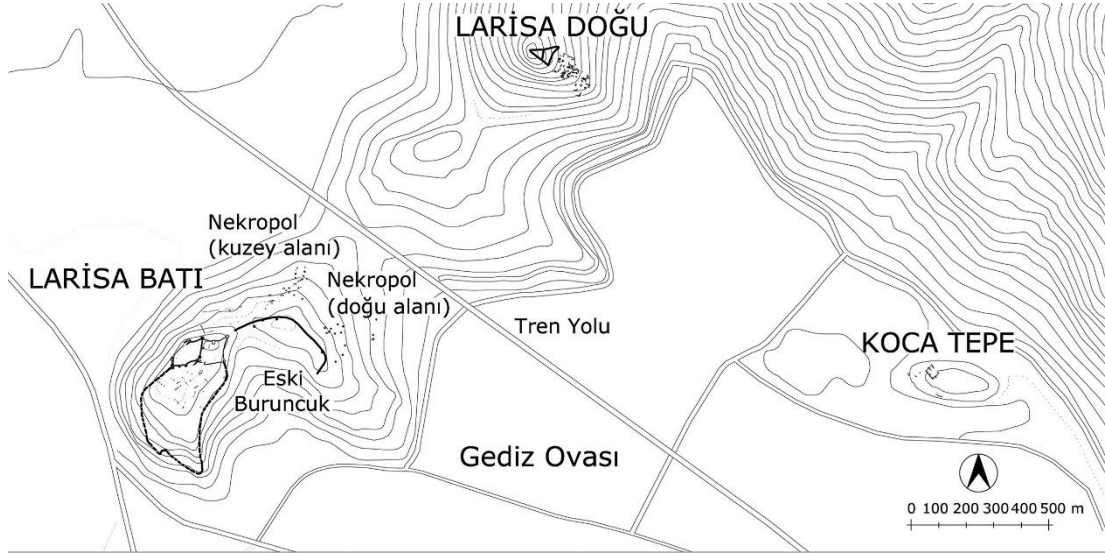 LARİSA DOĞU
Nekropol
(kuzey alanı)
LARİSA BATI
Nekropol
(doğu alanı)
Tren Yolu
KOCA TEPE
Eski
Buruncuk
Gediz Ovası
0 100 200 300 400 500 m